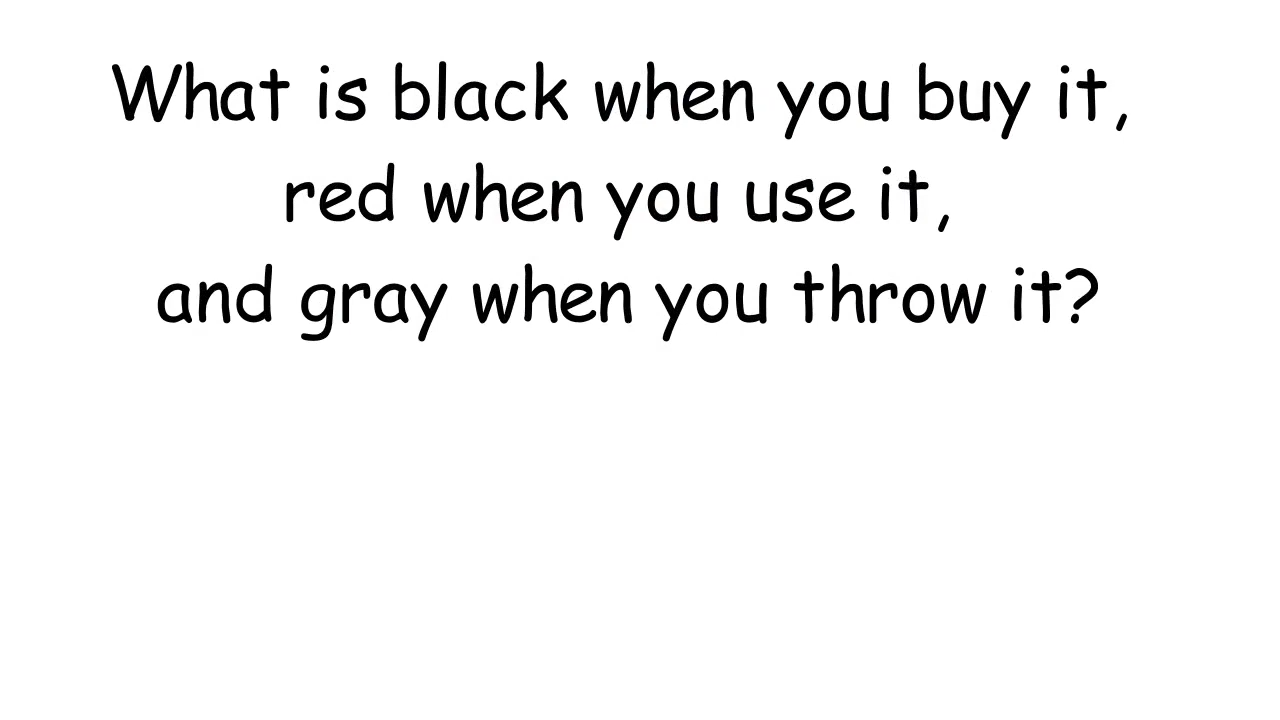 What is black when you buy it,
red when you use it,
and gray when you throw it?